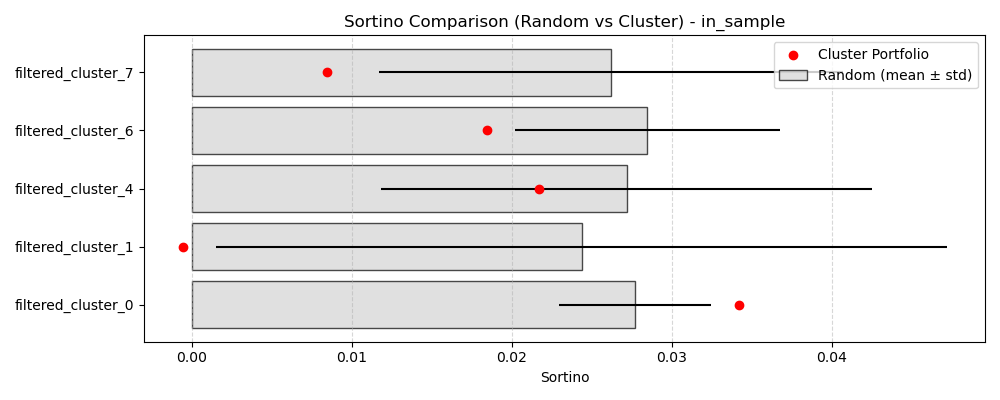 Sortino Comparison (Random vs Cluster) - in_sample
Cluster Portfolio
Random (mean ± std)
filtered_cluster_7
filtered_cluster_6
filtered_cluster_4
filtered_cluster_1
filtered_cluster_0
0.00 0.01 0.02 0.03 0.04
Sortino